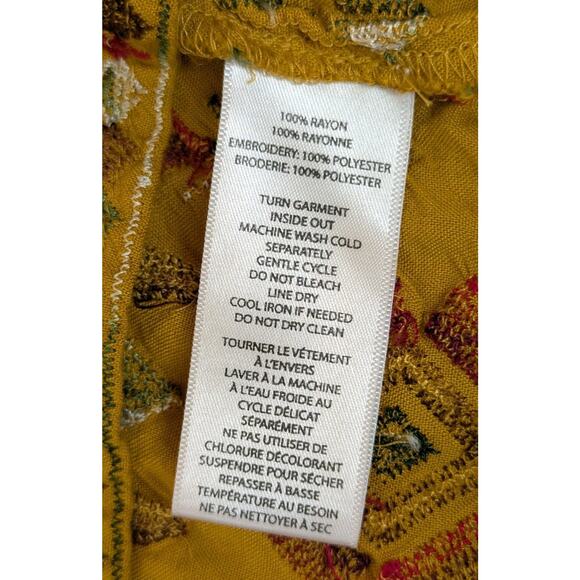 100% RAYON
100% RAYONNE
EMBROIDERY: 100% POLYESTER
BRODERIE: 100% POLYESTER
TURN GARMENT
INSIDE OUT
MACHINE WASH COLD
SEPARATELY
GENTLE CYCLE
DO NOT BLEACH
LINE DRY
COOL IRON IF NEEDED
DO NOT DRY CLEAN
TOURNER LE VÉTEMENT
À L'ENVERS
LAVER À LA MACHINE
À L'EAU FROIDE AU
CYCLE DÉLICAT
SÉPARÉMENT
NE PAS UTILISER DE
CHLORURE DÉCOLORANT
SUSPENDRE POUR SÉCHER
REPASSER À BASSE
TEMPÉRATURE AU BESOIN
NE PAS NETTOYER À SEC